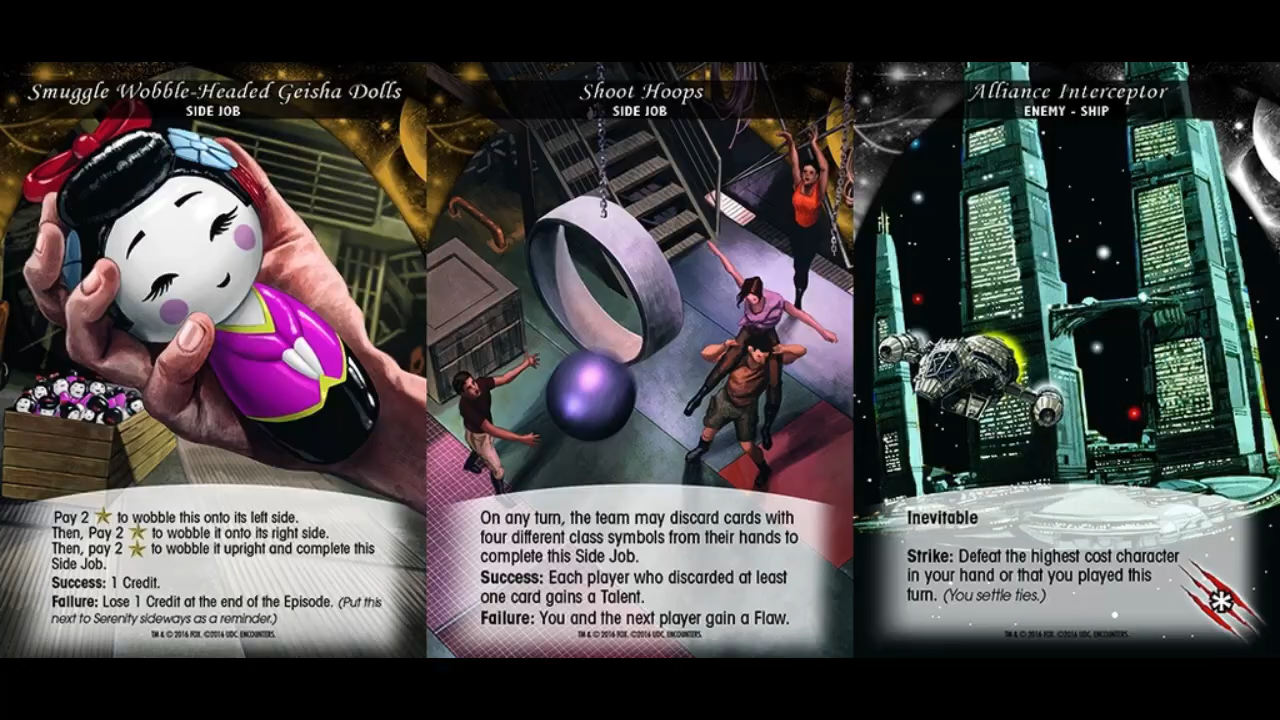 Smuggle Wobble-Headed Geisha Dolls
SIDE JOB
Pay 2 ★ to wobble this onto its left side.
Then, Pay 2 ★ to wobble it onto its right side.
Then, pay 2 ★ to wobble it upright and complete this
Side Job.
Success: 1 Credit.
Failure: Lose 1 Credit at the end of the Episode. (Put this
next to Serenity sideways as a reminder.)
TM & © 2016 FOX. ©2016 UDC. ENCOUNTERS.
Shoot Hoops
SIDE JOB
On any turn, the team may discard cards with
four different class symbols from their hands to
complete this Side Job.
Success: Each player who discarded at least
one card gains a Talent.
Failure: You and the next player gain a Flaw.
TM & © 2016 FOX. ©2016 UDC. ENCOUNTERS.
Alliance Interceptor
ENEMY - SHIP
Inevitable
Strike: Defeat the highest cost character
in your hand or that you played this
turn. (You settle ties.)
*
TM & © 2016 FOX. ©2016 UDC. ENCOUNTERS.